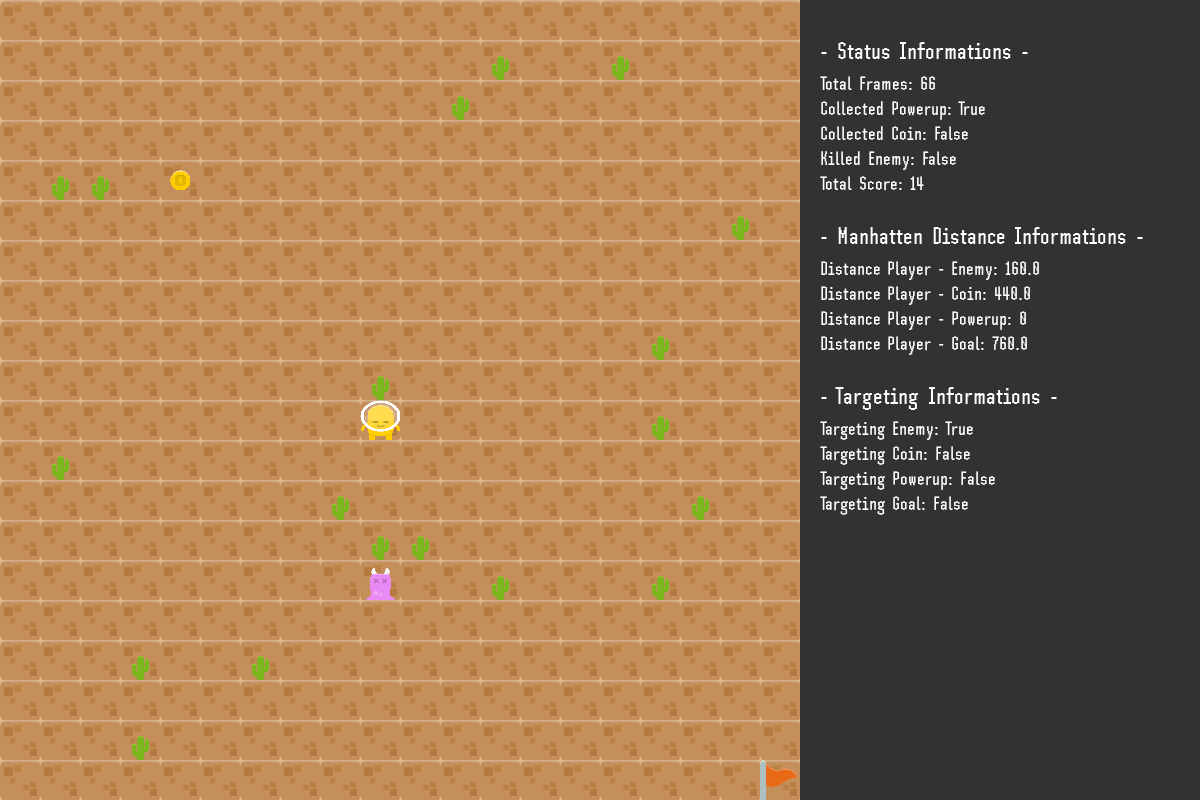 - Status Informations -
Total Frames: 66
Collected Powerup: True
Collected Coin: False
Killed Enemy: False
Total Score: 14
- Manhatten Distance Informations -
Distance Player - Enemy: 160.0
Distance Player - Coin: 440.0
Distance Player - Powerup: 0
Distance Player - Goal: 760.0
- Targeting Informations -
Targeting Enemy: True
Targeting Coin: False
Targeting Powerup: False
Targeting Goal: False